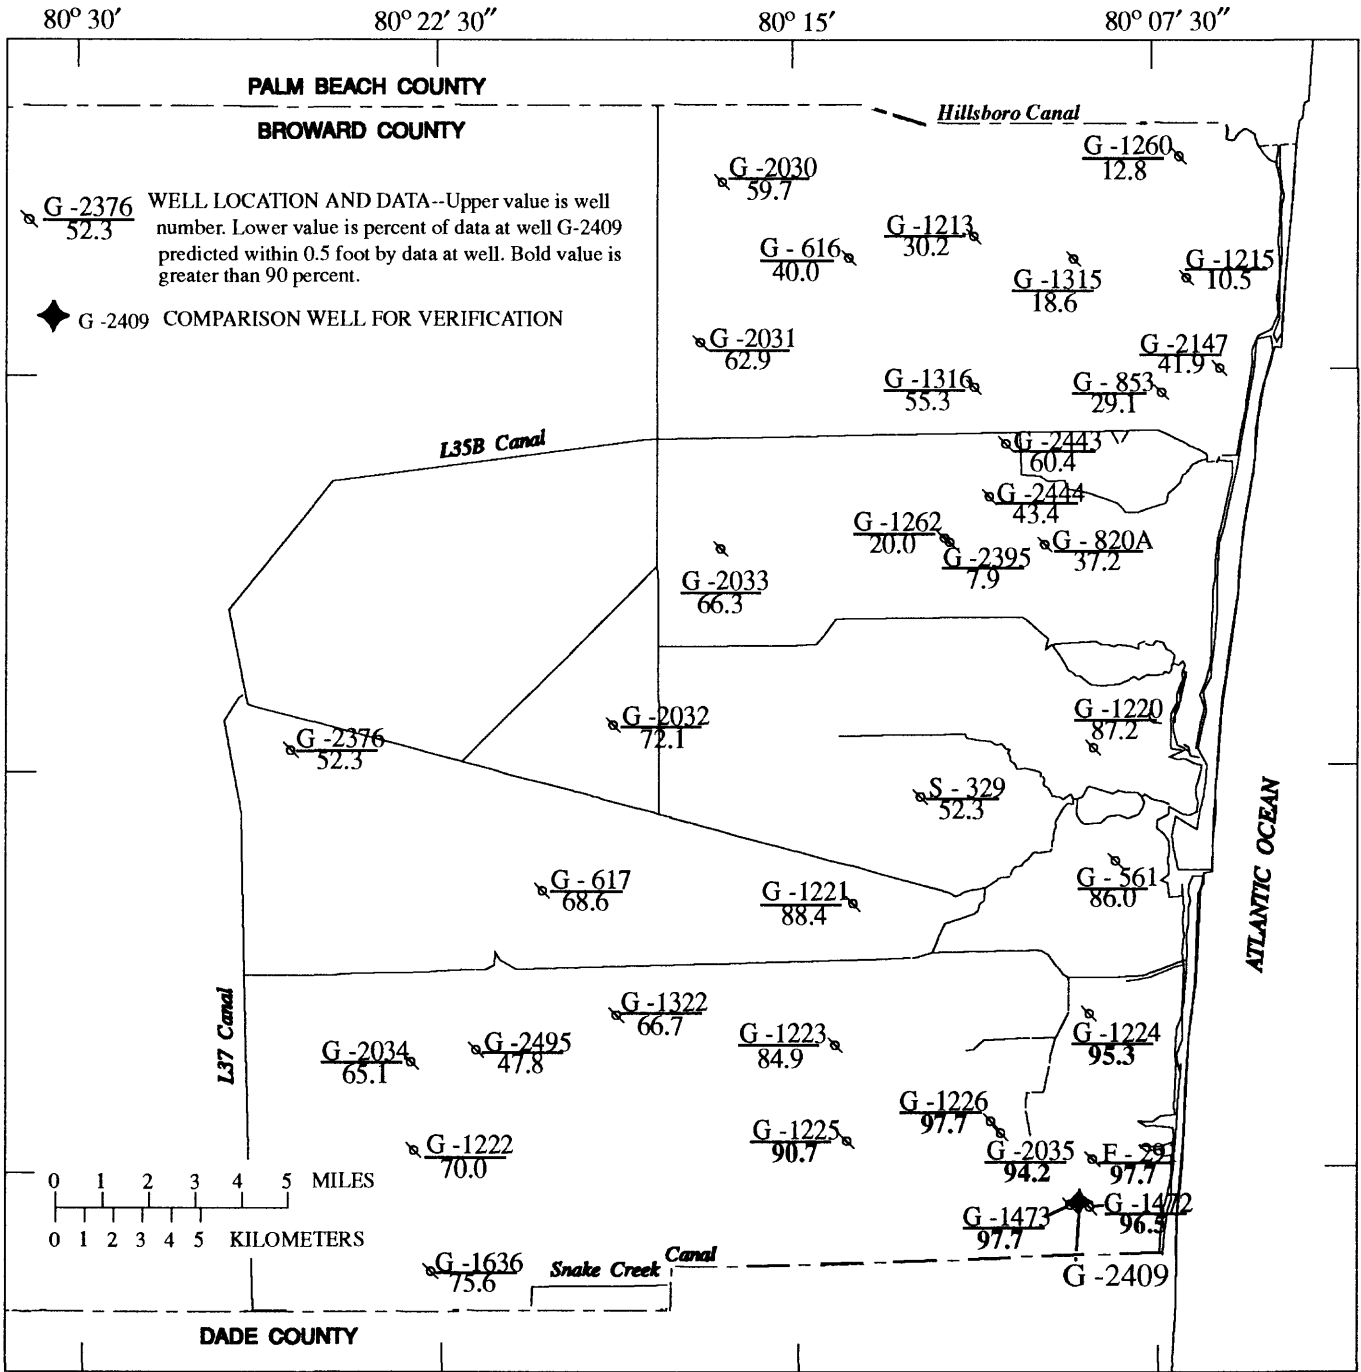 80° 30′ 80° 22′ 30″ 80° 15′ 80° 07′ 30″
PALM BEACH COUNTY
BROWARD COUNTY
Hillsboro Canal
G -2376
52.3
WELL LOCATION AND DATA--Upper value is well
number. Lower value is percent of data at well G-2409
predicted within 0.5 foot by data at well. Bold value is
greater than 90 percent.
G -2409 COMPARISON WELL FOR VERIFICATION
G -1260
12.8
G -2030
59.7
G -1213
30.2
G - 616
40.0
G -1315
18.6
G -1215
10.5
G -2031
62.9
G -2147
41.9
G -1316
55.3
G - 853
29.1
L35B Canal
G -2443
60.4
G -2444
43.4
G -1262
20.0
G -2395
7.9
G - 820A
37.2
G -2033
66.3
G -2032
72.1
G -1220
87.2
G -2376
52.3
S - 329
52.3
ATLANTIC OCEAN
G - 617
68.6
G -1221
88.4
G - 561
86.0
L37 Canal
G -1322
66.7
G -1223
84.9
G -1224
95.3
G -2034
65.1
G -2495
47.8
G -1226
97.7
G -1225
90.7
G -2035
94.2
F - 291
97.7
G -1222
70.0
G -1473
97.7
G -1472
96.5
G -2409
0 1 2 3 4 5 MILES
0 1 2 3 4 5 KILOMETERS
G -1636
75.6
Snake Creek Canal
DADE COUNTY